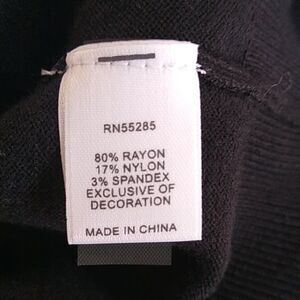 RN55285
80% RAYON
17% NYLON
3% SPANDEX
EXCLUSIVE OF
DECORATION
MADE IN CHINA